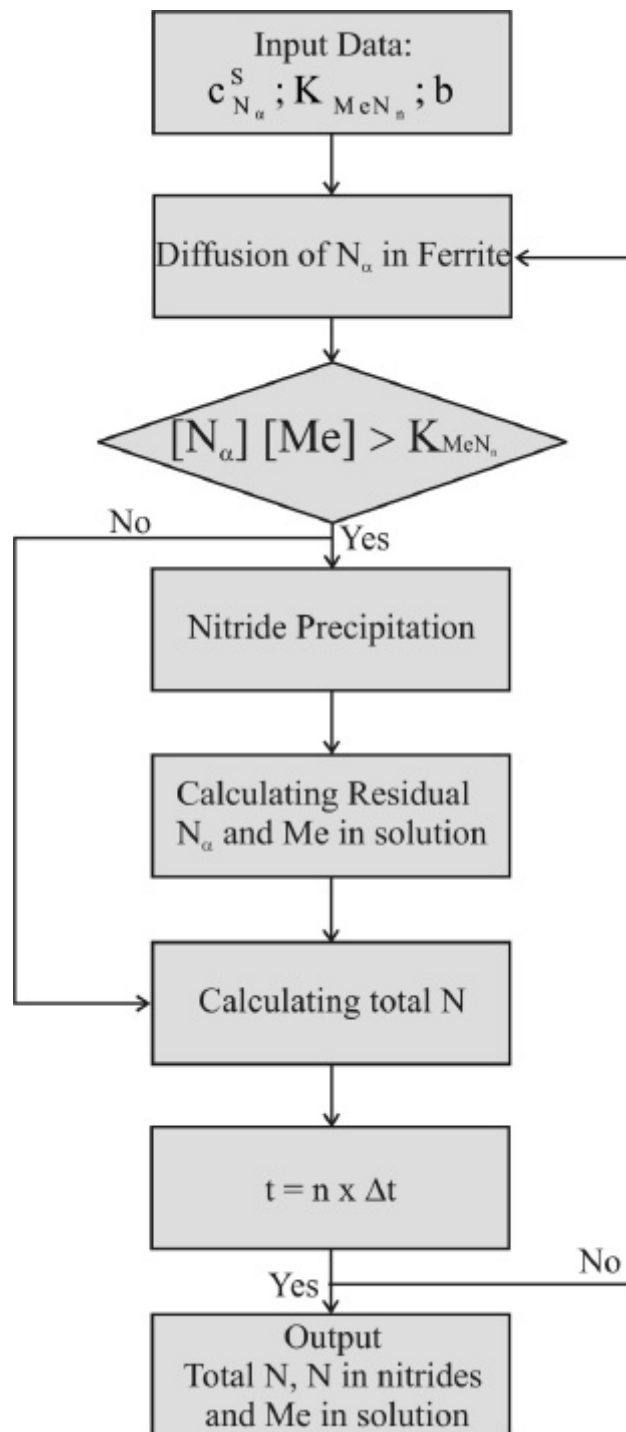 Input Data:
c^S_{N_α} ; K_{MeN_n} ; b
Diffusion of N_α in Ferrite
[N_α] [Me] > K_{MeN_n}
No
Yes
Nitride Precipitation
Calculating Residual
N_α and Me in solution
Calculating total N
t = n x Δt
No
Yes
Output
Total N, N in nitrides
and Me in solution